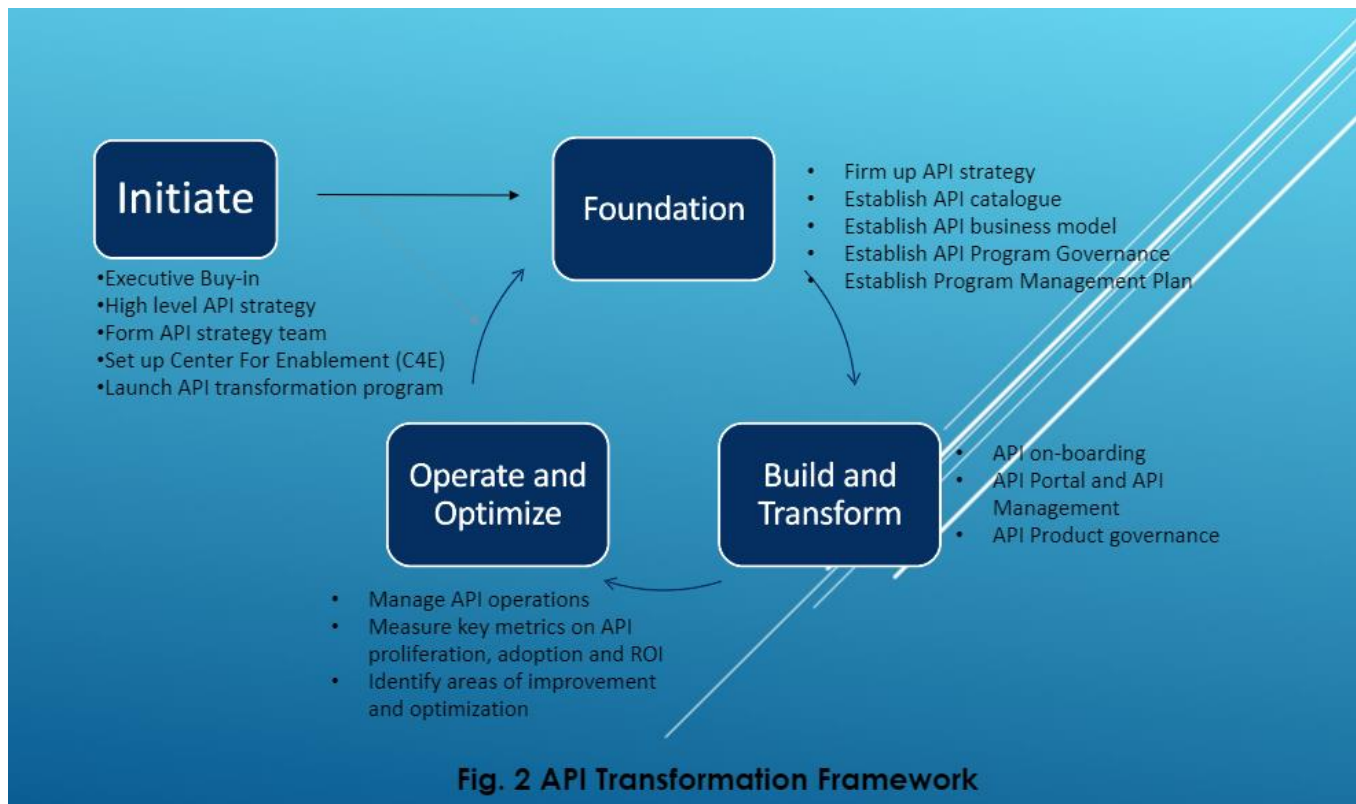 Initiate
•Executive Buy-in
•High level API strategy
•Form API strategy team
•Set up Center For Enablement (C4E)
•Launch API transformation program
Foundation
• Firm up API strategy
• Establish API catalogue
• Establish API business model
• Establish API Program Governance
• Establish Program Management Plan
Build and
Transform
• API on-boarding
• API Portal and API
Management
• API Product governance
Operate and
Optimize
• Manage API operations
• Measure key metrics on API
proliferation, adoption and ROI
• Identify areas of improvement
and optimization
Fig. 2 API Transformation Framework